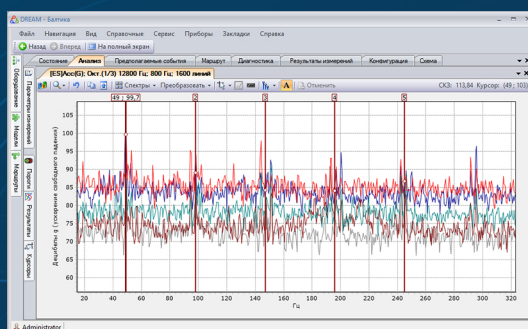 DREAM - Балтика
Файл Навигация Вид Справочные Сервис Приборы Закладки Справка
Назад Вперед На полный экран
Состояние Анализ Предполагаемые события Маршрут Диагностика Результаты измерений Конфигурация Схема
[ES]Acc(G); Окт.(1/3) 12800 Гц; 800 Гц; 1600 линий
Спектры Преобразовать A Отменить СКЗ: 113,84 Курсор: (49 ; 99,7)
49 ; 99,7 2 3 4 5
105
100
95
90
85
80
75
70
65
60
20 40 60 80 100 120 140 160 180 200 220 240 260 280 300 320
Гц
Децибелы (ускорение свободного падения)
Оборудование
Модели
Маршруты
Параметры измерений
Пороги
Результаты
Курсоры
Administrator